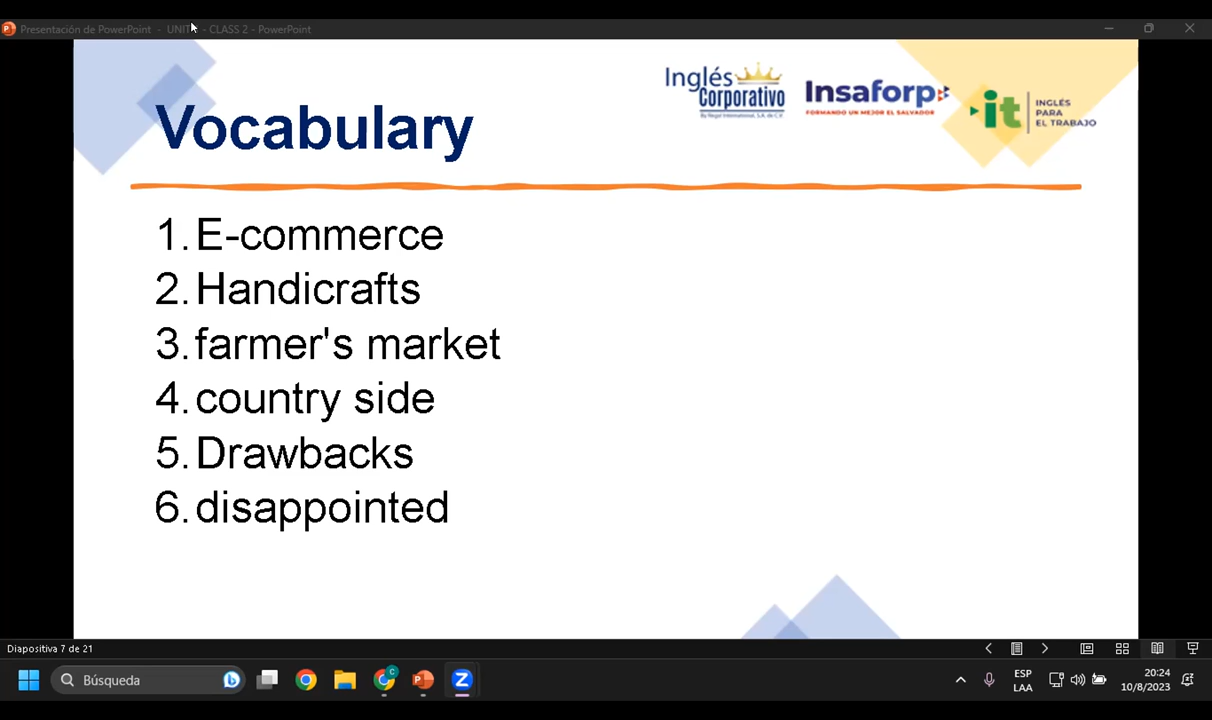 Presentación de PowerPoint - UNIT - CLASS 2 - PowerPoint
Inglés
Corporativo
By Regal International, S.A. de C.V.
Insaforp
FORMANDO UN MEJOR EL SALVADOR
it
INGLÉS
PARA
EL TRABAJO
Vocabulary
1. E-commerce
2. Handicrafts
3. farmer's market
4. country side
5. Drawbacks
6. disappointed
Diapositiva 7 de 21
Búsqueda
ESP
LAA
20:24
10/8/2023